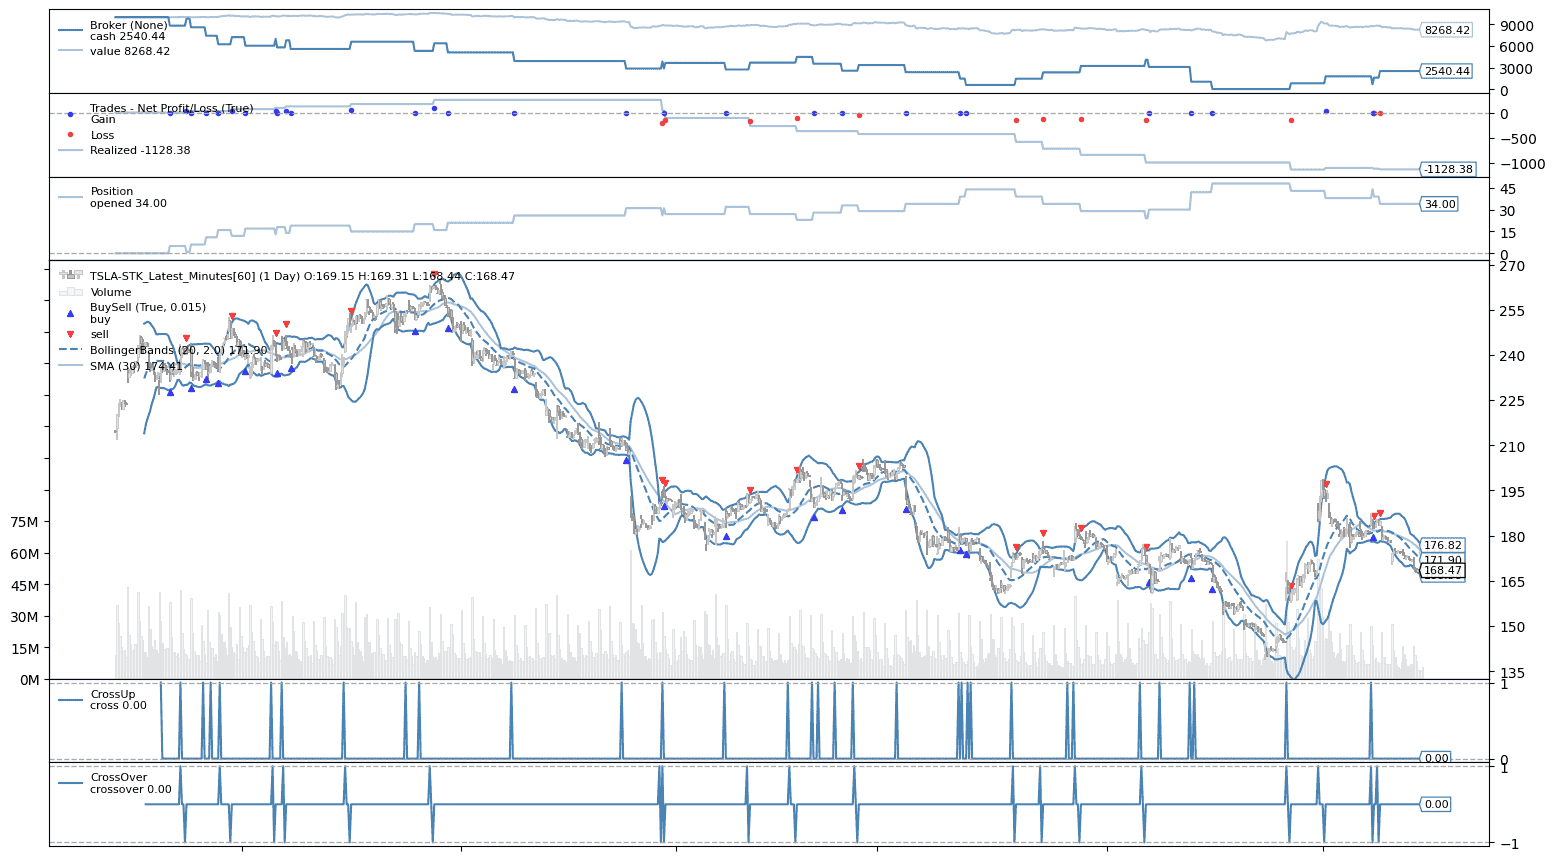 Broker (None)
cash 2540.44
value 8268.42
9000
6000
3000
0
8268.42
2540.44
Trades - Net Profit/Loss (True)
Gain
Loss
Realized -1128.38
0
−500
−1000
-1128.38
Position
opened 34.00
45
30
15
0
34.00
TSLA-STK_Latest_Minutes[60] (1 Day) O:169.15 H:169.31 L:168.44 C:168.47
Volume
BuySell (True, 0.015)
buy
sell
BollingerBands (20, 2.0) 171.90
SMA (30) 174.41
270
255
240
225
210
195
180
165
150
135
75M
60M
45M
30M
15M
0M
176.82
171.90
168.47
CrossUp
cross 0.00
1
0
0.00
CrossOver
crossover 0.00
1
−1
0.00